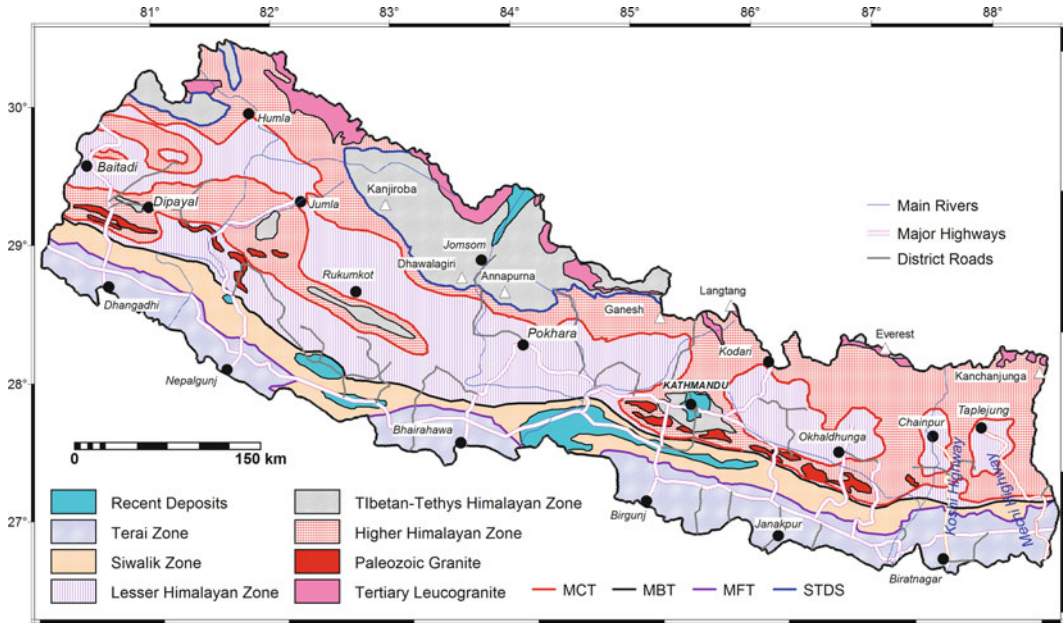 81° 82° 83° 84° 85° 86° 87° 88°
30°
29°
28°
27°
Humla
Baitadi
Dipayal
Jumla
Kanjiroba
Jomsom
Dhawalagiri
Annapurna
Rukumkot
Dhangadhi
Nepalgunj
Pokhara
Ganesh
Langtang
Kodari
Everest
Kanchanjunga
KATHMANDU
Bhairahawa
Okhaldhunga
Chainpur
Taplejung
Birgunj
Janakpur
Biratnagar
Koshi Highway
Mechi Highway
Main Rivers
Major Highways
District Roads
0 150 km
Recent Deposits
Terai Zone
Siwalik Zone
Lesser Himalayan Zone
TIbetan-Tethys Himalayan Zone
Higher Himalayan Zone
Paleozoic Granite
Tertiary Leucogranite
MCT MBT MFT STDS